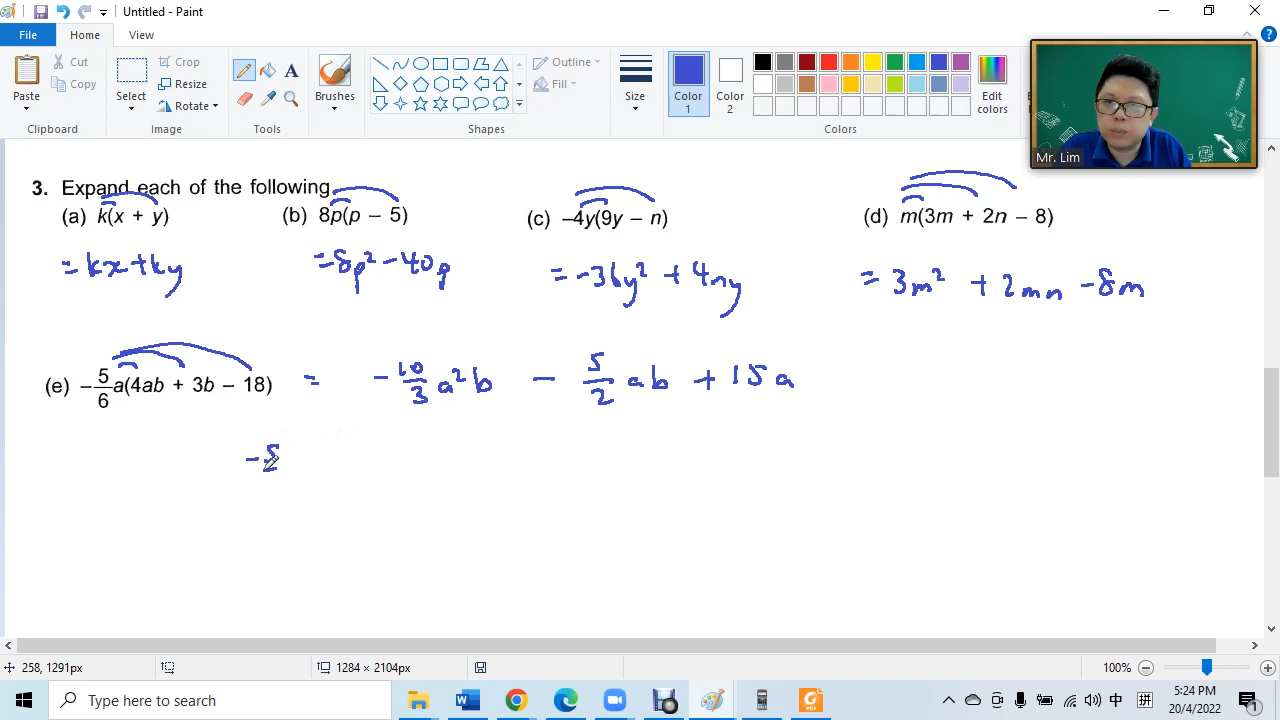 Untitled - Paint
File Home View
Paste Cut Copy Clipboard
Select Crop Resize Rotate Image
Tools
Brushes
Outline Fill Shapes
Size
Color 1 Color 2 Edit colors Colors
Mr. Lim
3. Expand each of the following
(a) k(x + y) (b) 8p(p − 5) (c) −4y(9y − n) (d) m(3m + 2n − 8)
= kx + ky = 8p² − 40p = −36y² + 4ny = 3m² + 2mn − 8m
(e) −5/6 a(4ab + 3b − 18) = −10/3 a²b − 5/2 ab + 15a
−5
258, 1291px 1284 × 2104px 100%
Type here to search 中 拼 5:24 PM
20/4/2022 1